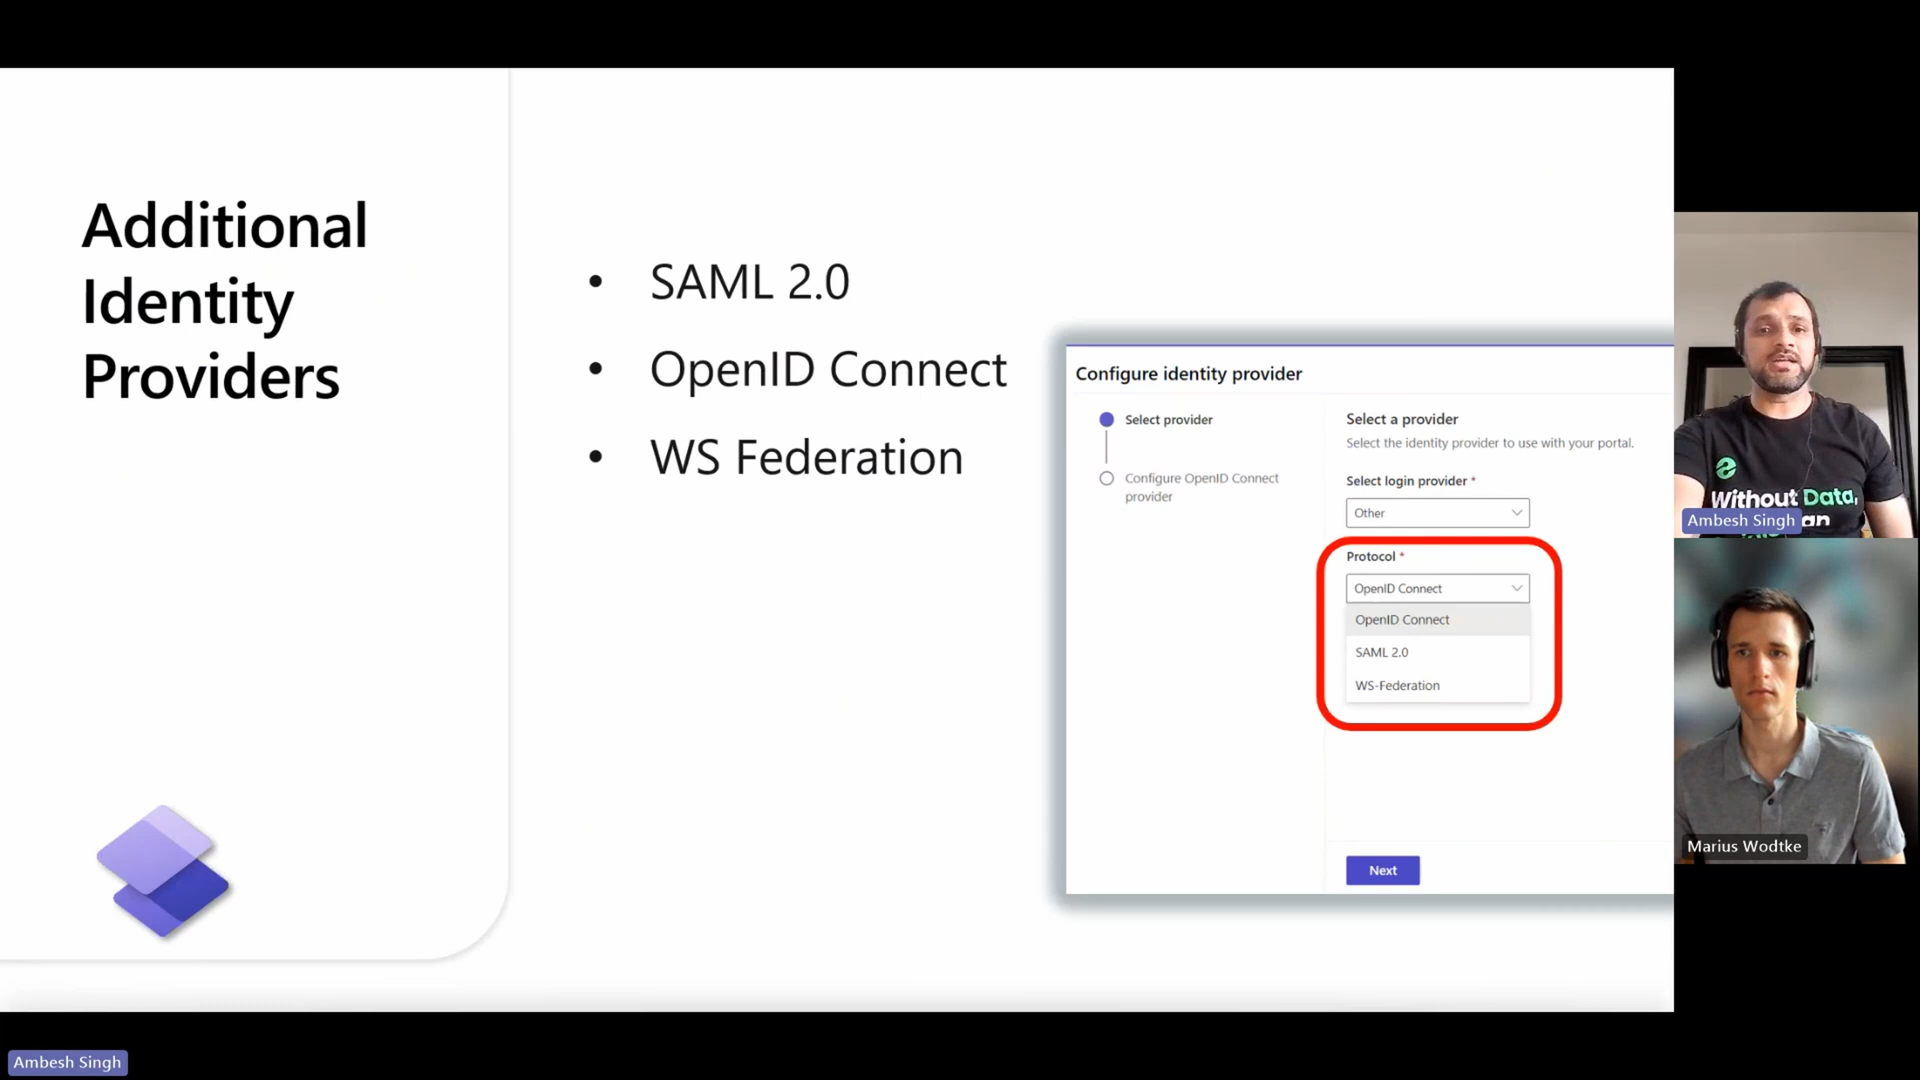 Additional
Identity
Providers
• SAML 2.0
• OpenID Connect
• WS Federation
Configure identity provider
Select provider
Configure OpenID Connect
provider
Select a provider
Select the identity provider to use with your portal.
Select login provider *
Other
Protocol *
OpenID Connect
OpenID Connect
SAML 2.0
WS-Federation
Next
Without Data,
an
Ambesh Singh
Marius Wodtke
Ambesh Singh